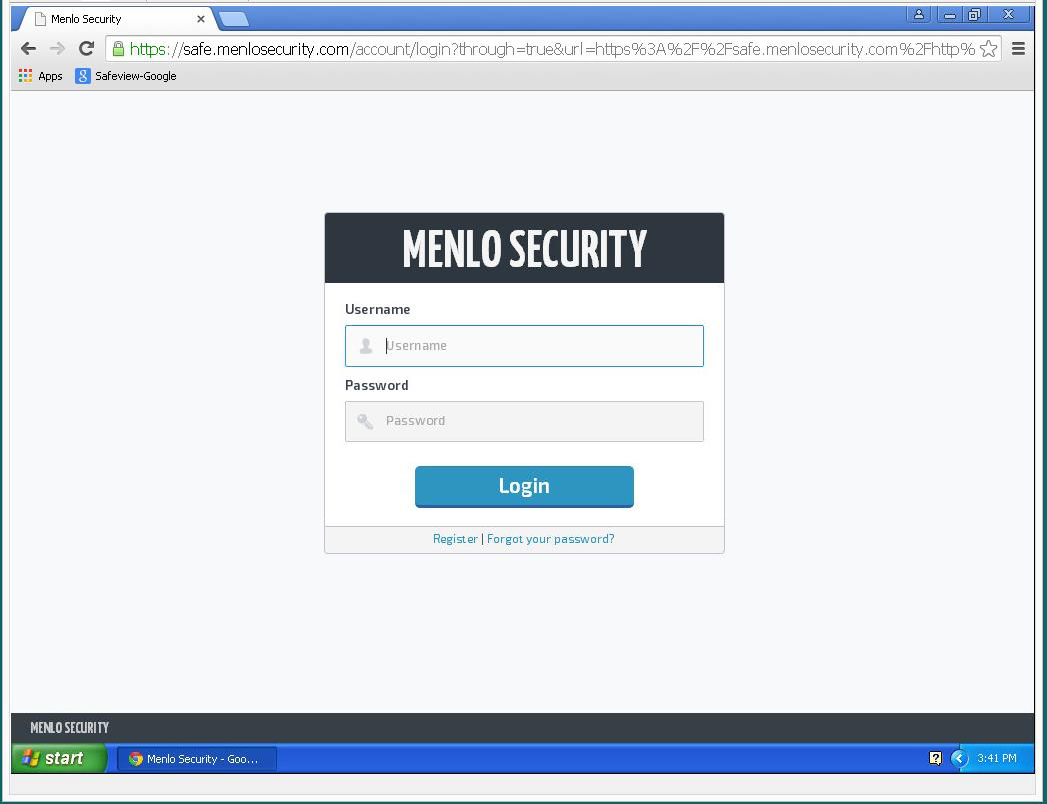 Menlo Security
https://safe.menlosecurity.com/account/login?through=true&url=https%3A%2F%2Fsafe.menlosecurity.com%2Fhttp%
Apps
8 Safeview-Google
MENLO SECURITY
Username
Username
Password
Password
Login
Register | Forgot your password?
MENLO SECURITY
start
Menlo Security - Goo...
3:41 PM